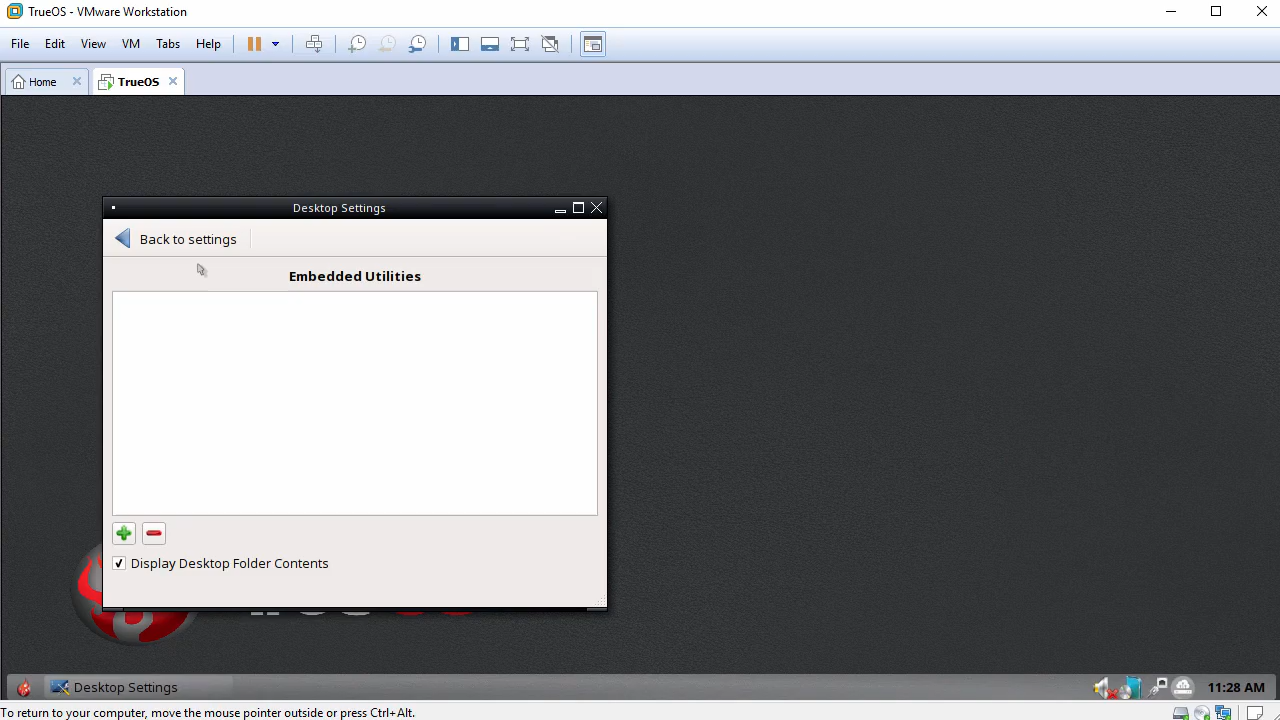 TrueOS - VMware Workstation
File Edit View VM Tabs Help
Home TrueOS
Desktop Settings
Back to settings
Embedded Utilities
Display Desktop Folder Contents
Desktop Settings 11:28 AM
To return to your computer, move the mouse pointer outside or press Ctrl+Alt.